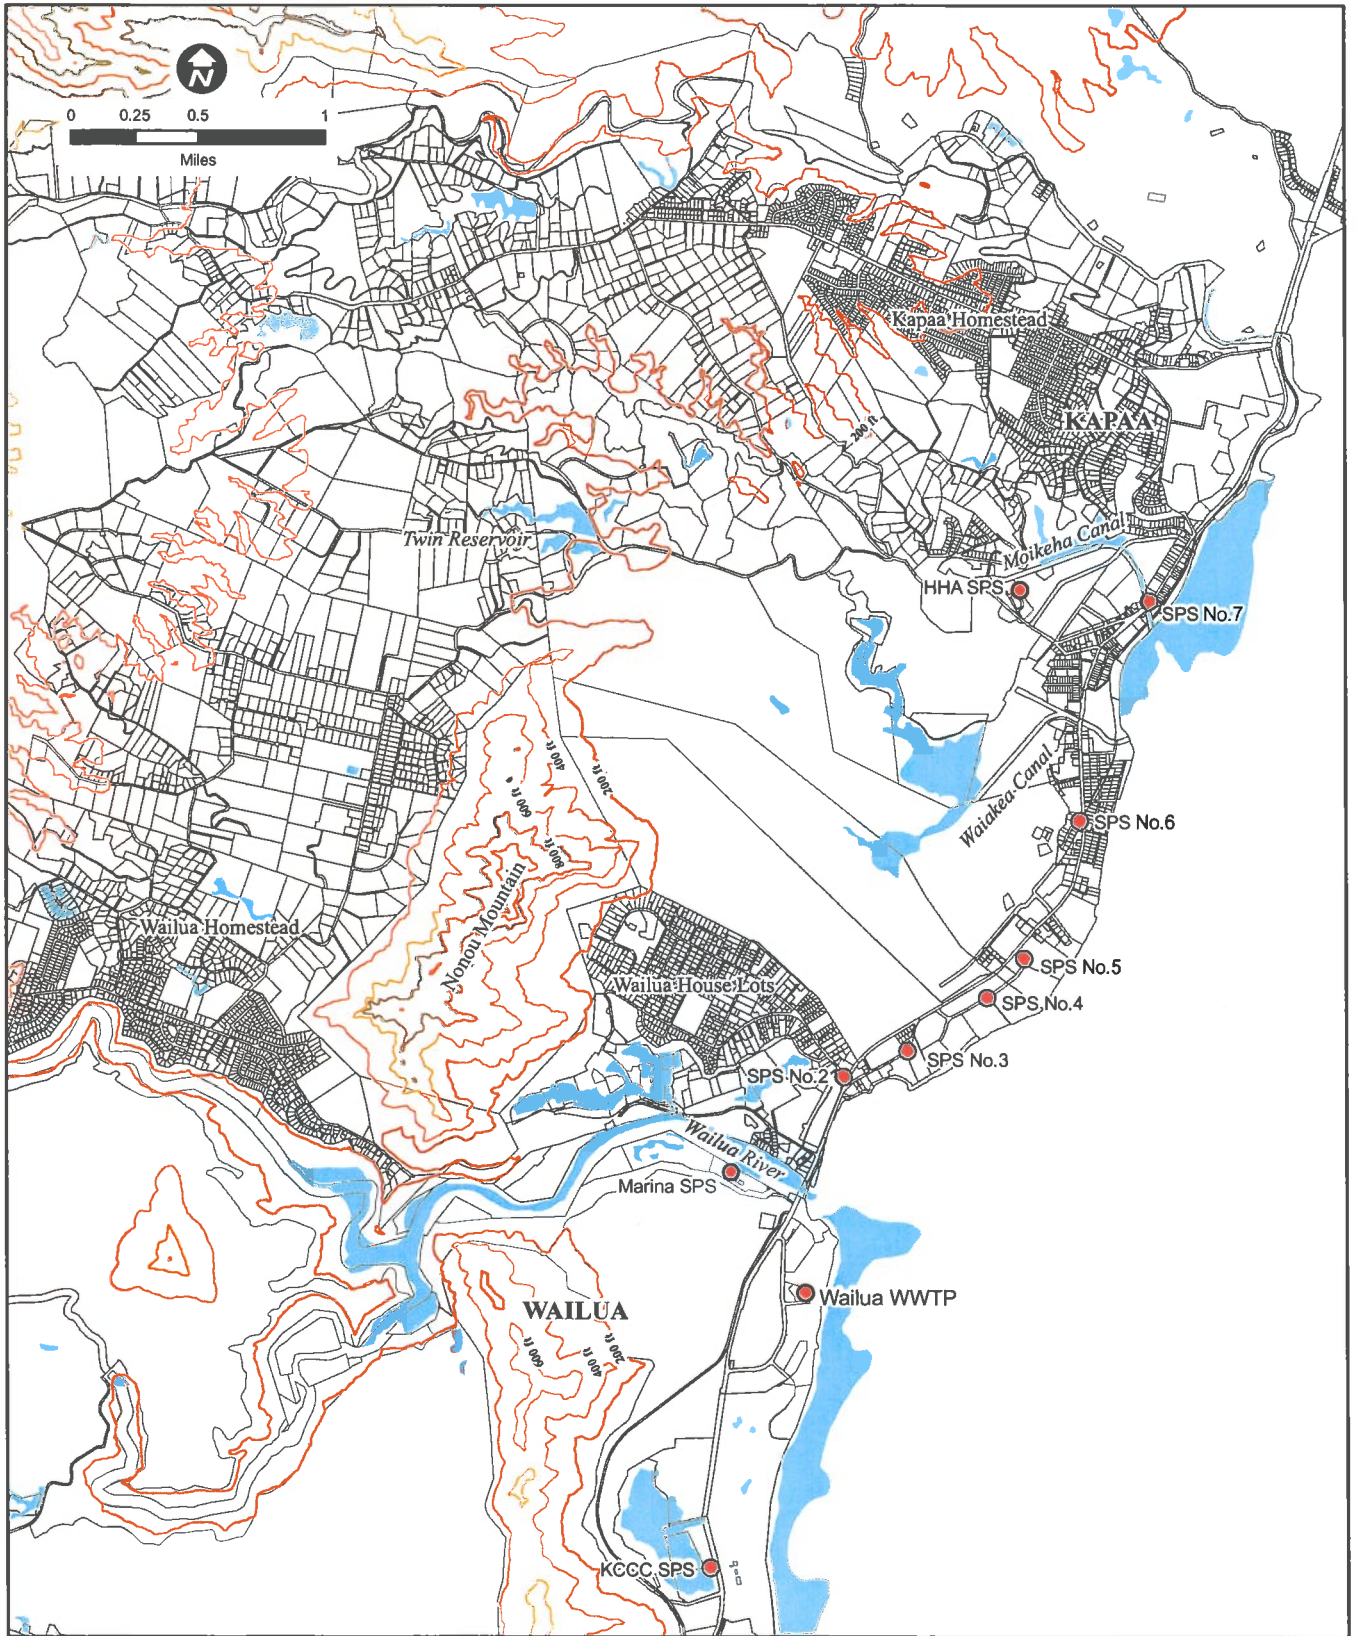 N
0 0.25 0.5 1
Miles
Kapaa Homestead
KAPAA
200 ft
Twin Reservoir
Moikeha Canal
HHA SPS
SPS No.7
400 ft
200 ft
600 ft
800 ft
Waiakea Canal
SPS No.6
Nonou Mountain
Wailua Homestead
SPS No.5
Wailua House Lots
SPS No.4
SPS No.3
SPS No.2
Wailua River
Marina SPS
Wailua WWTP
WAILUA
600 ft
400 ft
200 ft
KCCC SPS